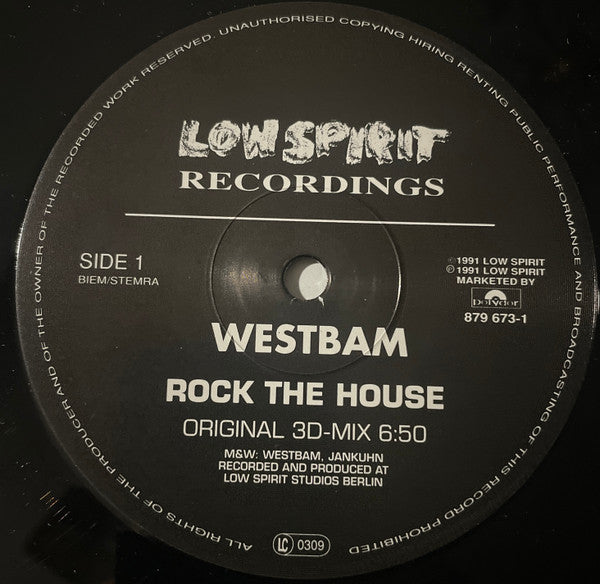 ALL RIGHTS OF THE PRODUCER AND OF THE OWNER OF THE RECORDED WORK RESERVED. UNAUTHORISED COPYING HIRING RENTING PUBLIC PERFORMANCE AND BROADCASTING OF THIS RECORD PROHIBITED
LOW SPIRIT
RECORDINGS
SIDE 1
BIEM/STEMRA
©1991 LOW SPIRIT
℗1991 LOW SPIRIT
MARKETED BY
polydor
879 673-1
WESTBAM
ROCK THE HOUSE
ORIGINAL 3D-MIX 6:50
M&W: WESTBAM, JANKUHN
RECORDED AND PRODUCED AT
LOW SPIRIT STUDIOS BERLIN
LC 0309